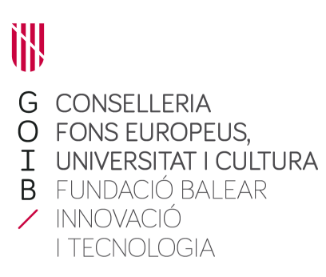 G CONSELLERIA
O FONS EUROPEUS,
I UNIVERSITAT I CULTURA
B FUNDACIÓ BALEAR
/ INNOVACIÓ
I TECNOLOGIA